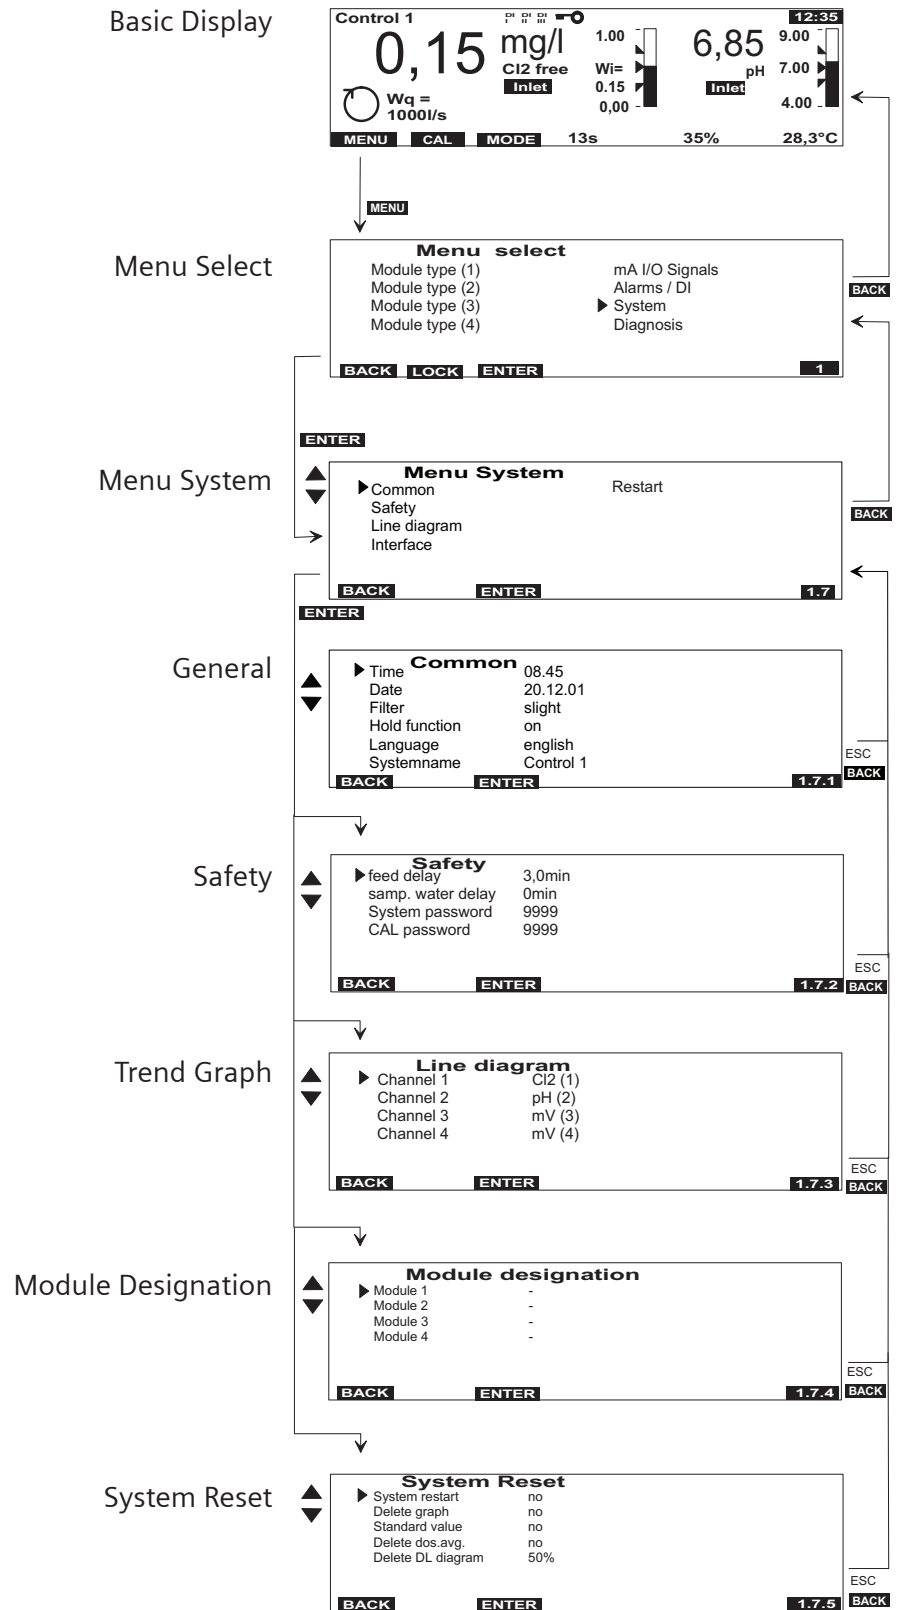 Basic Display
Control 1 DI I DI II DI III 12:35
0,15 mg/l 1.00 6,85 9.00
Cl2 free Wi= pH 7.00
Inlet 0.15 Inlet
Wq = 0,00 4.00
1000l/s
MENU CAL MODE 13s 35% 28,3°C
MENU
Menu Select
Menu select
Module type (1) mA I/O Signals
Module type (2) Alarms / DI
Module type (3) System
Module type (4) Diagnosis
BACK
BACK LOCK ENTER 1
ENTER
Menu System
Menu System
Common Restart
Safety
Line diagram
Interface
BACK
BACK ENTER 1.7
ENTER
General
Common
Time 08.45
Date 20.12.01
Filter slight
Hold function on
Language english
Systemname Control 1
ESC
BACK
BACK ENTER 1.7.1
Safety
Safety
feed delay 3,0min
samp. water delay 0min
System password 9999
CAL password 9999
ESC
BACK ENTER 1.7.2 BACK
Trend Graph
Line diagram
Channel 1 Cl2 (1)
Channel 2 pH (2)
Channel 3 mV (3)
Channel 4 mV (4)
ESC
BACK ENTER 1.7.3 BACK
Module Designation
Module designation
Module 1 -
Module 2 -
Module 3 -
Module 4 -
ESC
BACK ENTER 1.7.4 BACK
System Reset
System Reset
System restart no
Delete graph no
Standard value no
Delete dos.avg. no
Delete DL diagram 50%
ESC
BACK ENTER 1.7.5 BACK